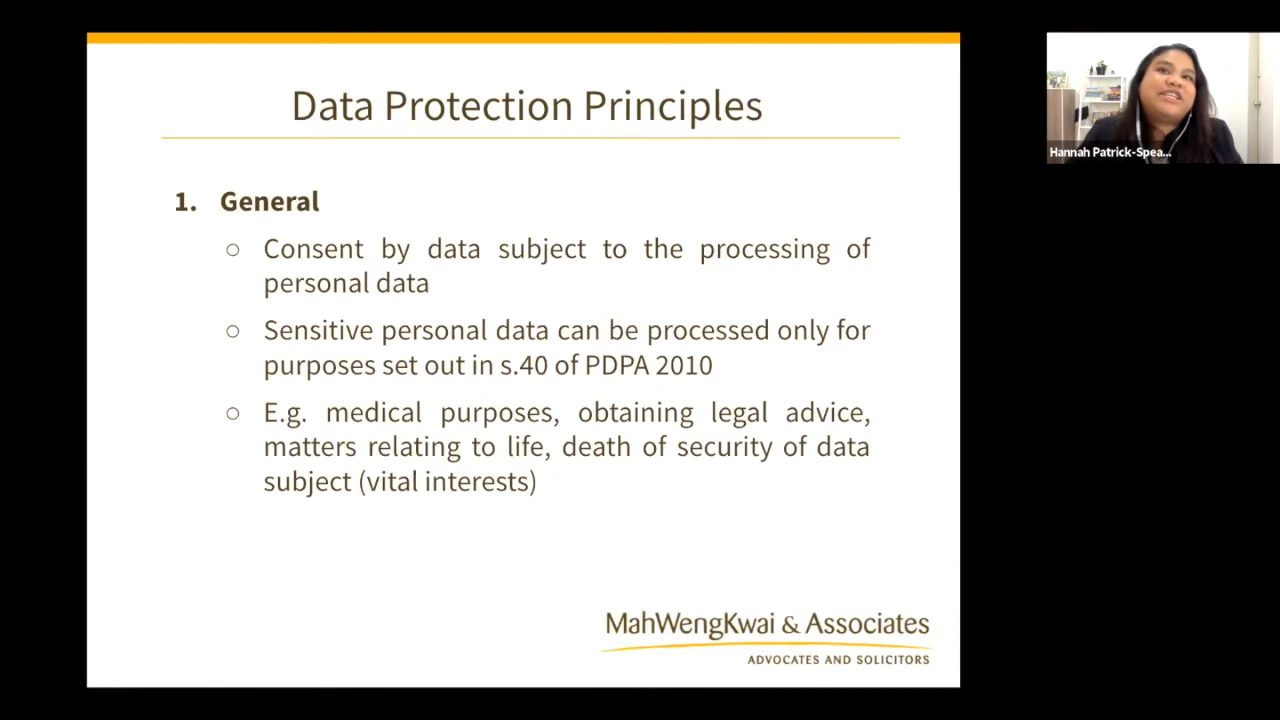 Data Protection Principles
1. General
○ Consent by data subject to the processing of
personal data
○ Sensitive personal data can be processed only for
purposes set out in s.40 of PDPA 2010
○ E.g. medical purposes, obtaining legal advice,
matters relating to life, death of security of data
subject (vital interests)
MahWengKwai & Associates
ADVOCATES AND SOLICITORS
Hannah Patrick-Spea...